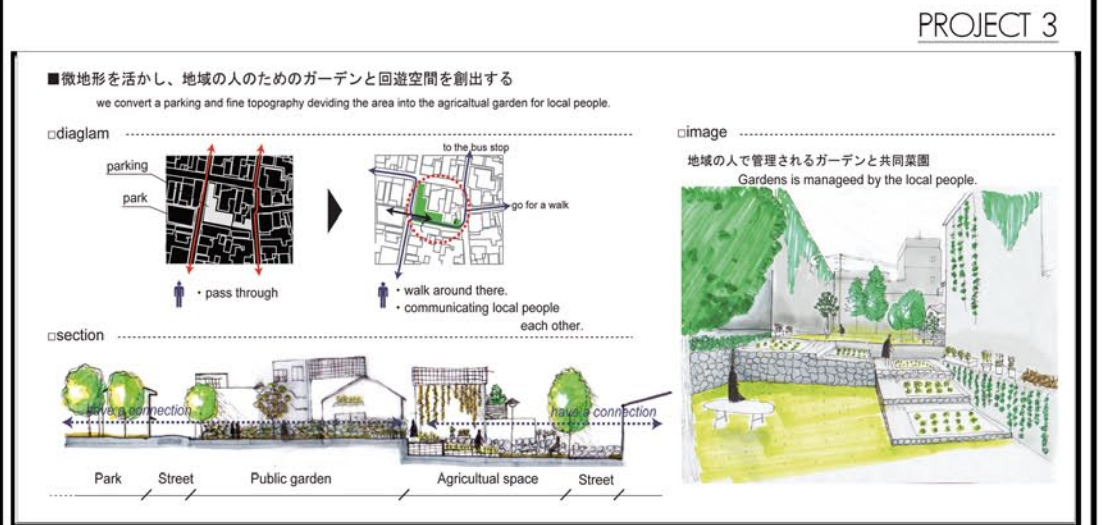 PROJECT 3
■微地形を活かし、地域の人のためのガーデンと回遊空間を創出する
we convert a parking and fine topography deviding the area into the agricaltual garden for local people.
□diaglam
parking
park
・pass through
to the bus stop
go for a walk
・walk around there.
・communicating local people
each other.
□section
have a connection
have a connection
Park
Street
Public garden
Agricultual space
Street
□image
地域の人で管理されるガーデンと共同菜園
Gardens is manageed by the local people.